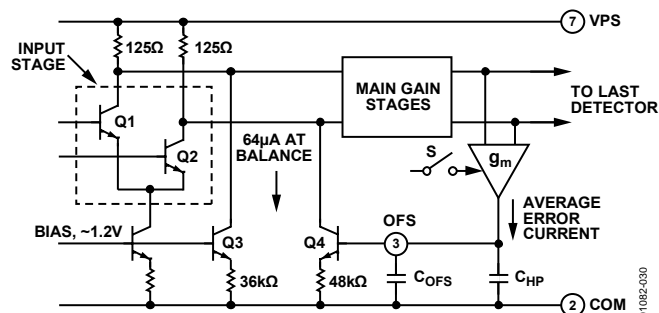 7 VPS
125Ω 125Ω
INPUT
STAGE
Q1
Q2
MAIN GAIN
STAGES
TO LAST
DETECTOR
64µA AT
BALANCE
S
gm
AVERAGE
ERROR
CURRENT
BIAS, ~1.2V
Q3
Q4
OFS
3
36kΩ
48kΩ
COFS
CHP
2 COM
01082-030